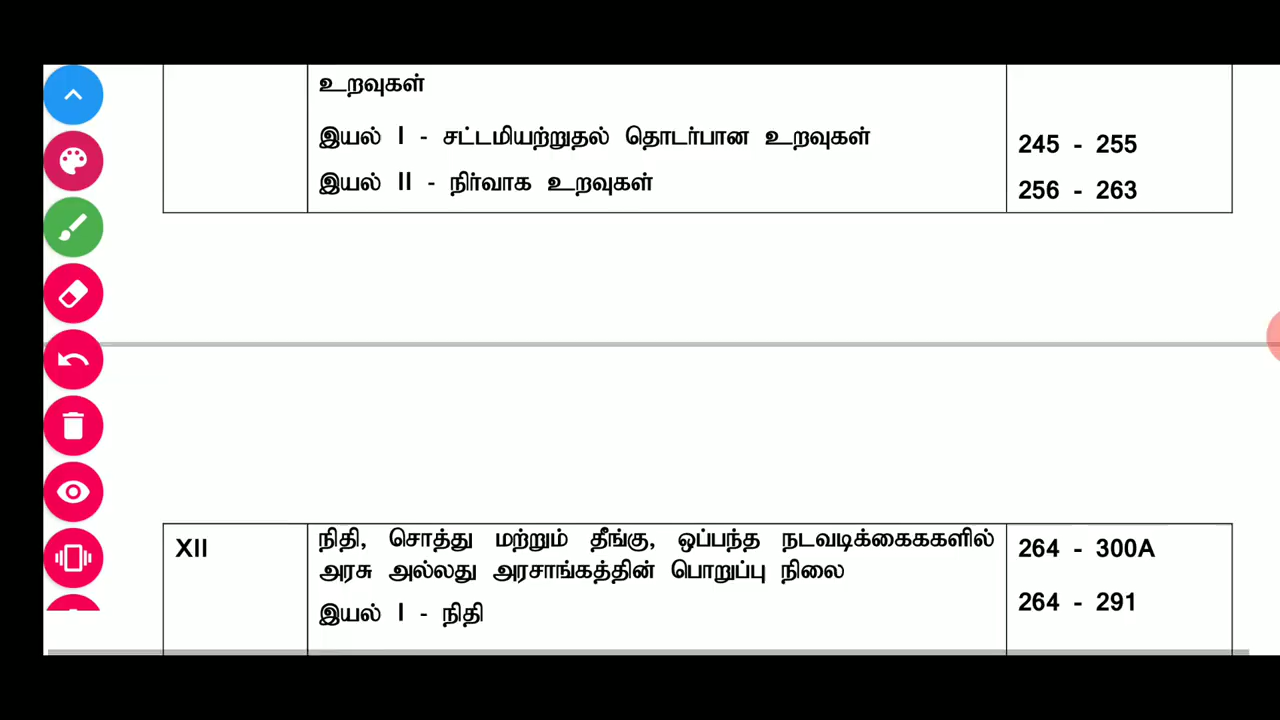 உறவுகள்
இயல் I - சட்டமியற்றுதல் தொடர்பான உறவுகள் 245 - 255
இயல் II - நிர்வாக உறவுகள் 256 - 263
XII நிதி, சொத்து மற்றும் தீங்கு, ஒப்பந்த நடவடிக்கைககளில் 264 - 300A
அரசு அல்லது அரசாங்கத்தின் பொறுப்பு நிலை
இயல் I - நிதி 264 - 291